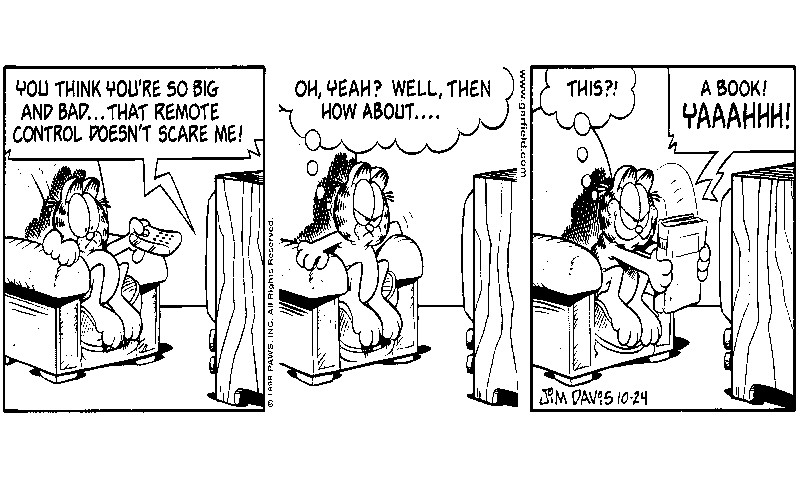 YOU THINK YOU'RE SO BIG
AND BAD...THAT REMOTE
CONTROL DOESN'T SCARE ME!
© 1998 PAWS, INC. All Rights Reserved.
OH, YEAH? WELL, THEN
HOW ABOUT....
www.garfield.com
THIS?!
A BOOK!
YAAAHHH!
JIM DAVIS 10-24